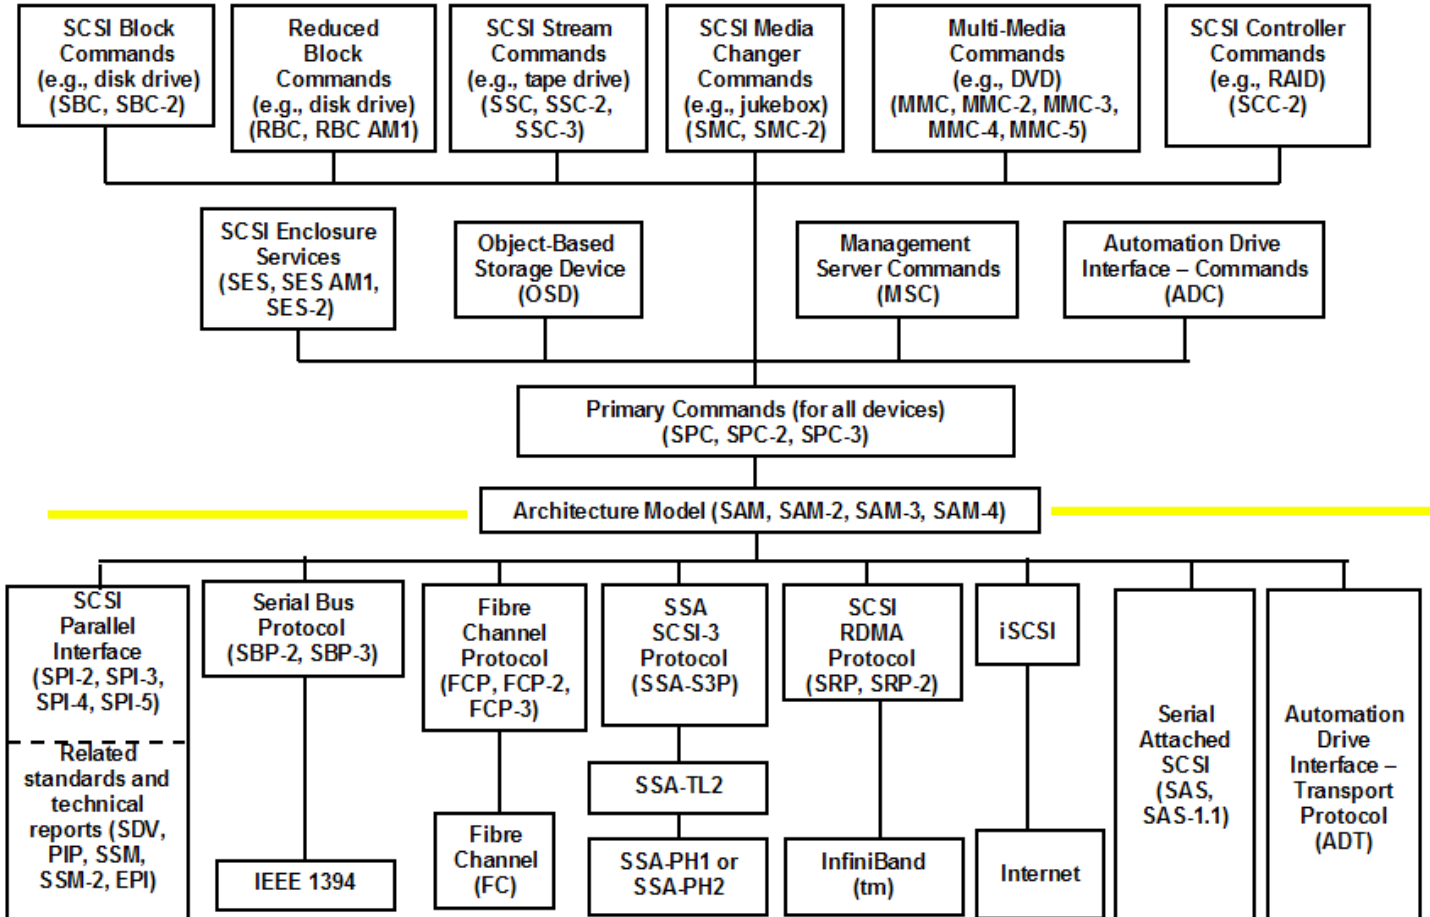 SCSI Block
Commands
(e.g., disk drive)
(SBC, SBC-2)
Reduced
Block
Commands
(e.g., disk drive)
(RBC, RBC AM1)
SCSI Stream
Commands
(e.g., tape drive)
(SSC, SSC-2,
SSC-3)
SCSI Media
Changer
Commands
(e.g., jukebox)
(SMC, SMC-2)
Multi-Media
Commands
(e.g., DVD)
(MMC, MMC-2, MMC-3,
MMC-4, MMC-5)
SCSI Controller
Commands
(e.g., RAID)
(SCC-2)
SCSI Enclosure
Services
(SES, SES AM1,
SES-2)
Object-Based
Storage Device
(OSD)
Management
Server Commands
(MSC)
Automation Drive
Interface – Commands
(ADC)
Primary Commands (for all devices)
(SPC, SPC-2, SPC-3)
Architecture Model (SAM, SAM-2, SAM-3, SAM-4)
SCSI
Parallel
Interface
(SPI-2, SPI-3,
SPI-4, SPI-5)
Related
standards and
technical
reports (SDV,
PIP, SSM,
SSM-2, EPI)
Serial Bus
Protocol
(SBP-2, SBP-3)
IEEE 1394
Fibre
Channel
Protocol
(FCP, FCP-2,
FCP-3)
Fibre
Channel
(FC)
SSA
SCSI-3
Protocol
(SSA-S3P)
SSA-TL2
SSA-PH1 or
SSA-PH2
SCSI
RDMA
Protocol
(SRP, SRP-2)
InfiniBand
(tm)
iSCSI
Internet
Serial
Attached
SCSI
(SAS,
SAS-1.1)
Automation
Drive
Interface –
Transport
Protocol
(ADT)